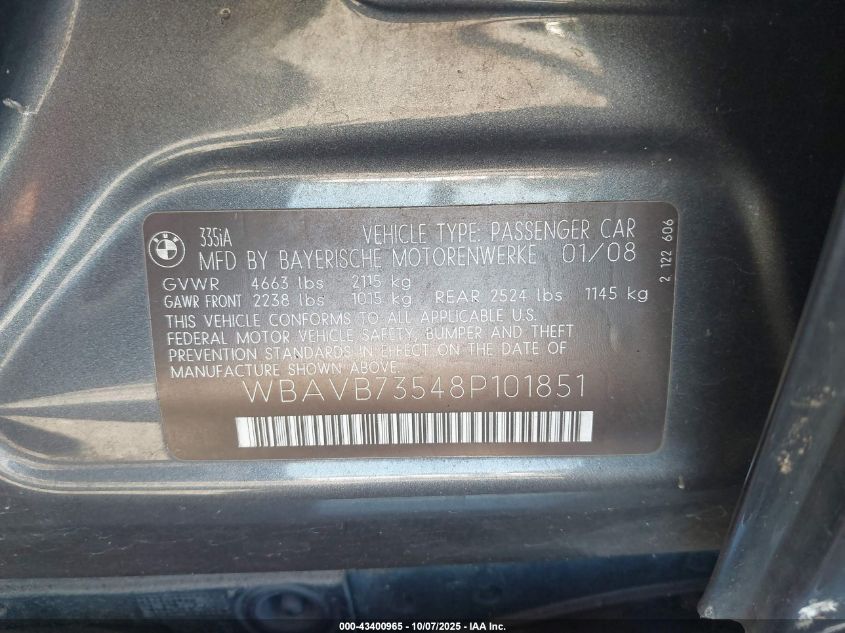 BMW
335iA VEHICLE TYPE: PASSENGER CAR
MFD BY BAYERISCHE MOTORENWERKE 01/08
GVWR 4663 lbs 2115 kg
GAWR FRONT 2238 lbs 1015 kg REAR 2524 lbs 1145 kg
THIS VEHICLE CONFORMS TO ALL APPLICABLE U.S.
FEDERAL MOTOR VEHICLE SAFETY, BUMPER AND THEFT
PREVENTION STANDARDS IN EFFECT ON THE DATE OF
MANUFACTURE SHOWN ABOVE.
WBAVB73548P101851
2 122 606
000-43400965 - 10/07/2025 - IAA Inc.